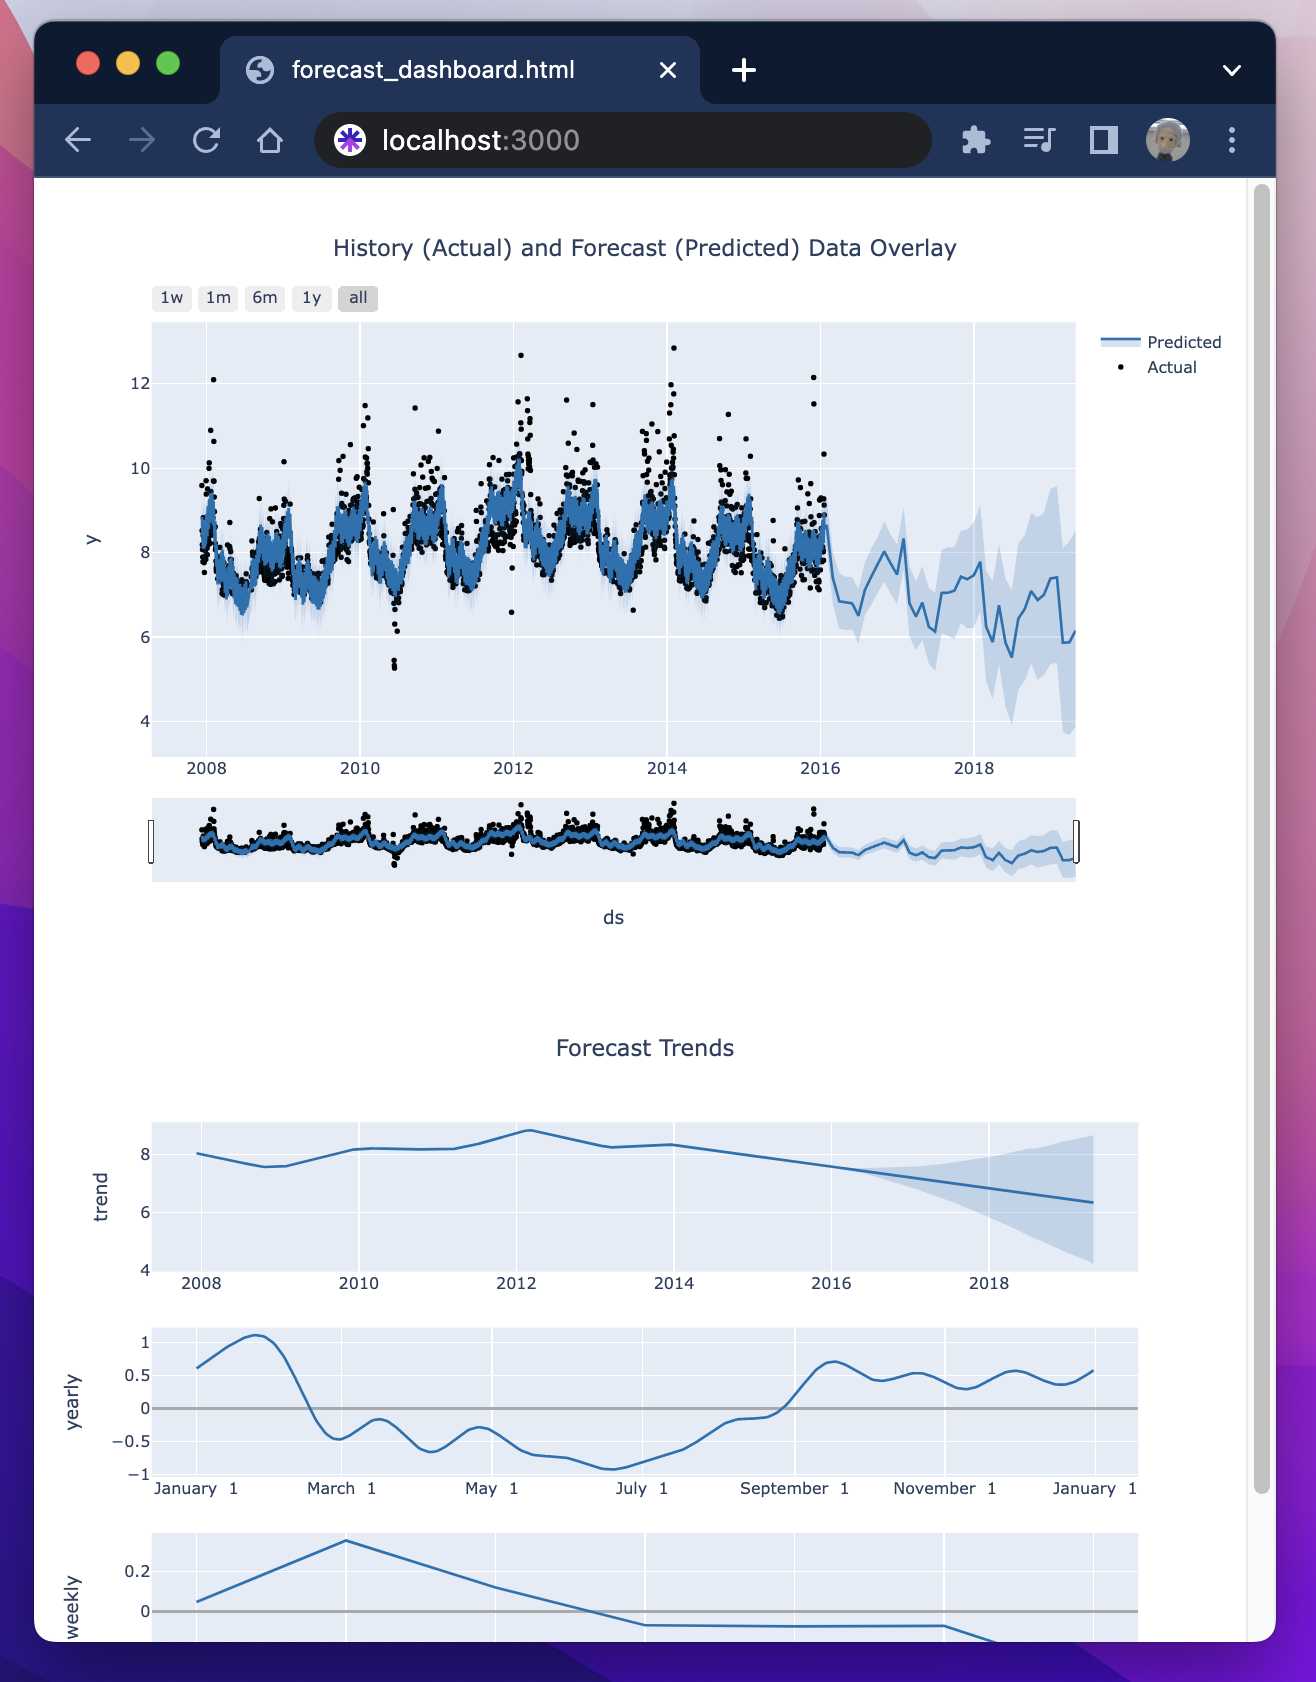 forecast_dashboard.html
localhost:3000
History (Actual) and Forecast (Predicted) Data Overlay
1w 1m 6m 1y all
Predicted
Actual
12
10
8
6
4
y
2008 2010 2012 2014 2016 2018
ds
Forecast Trends
8
6
4
trend
2008 2010 2012 2014 2016 2018
1
0.5
0
−0.5
−1
yearly
January 1 March 1 May 1 July 1 September 1 November 1 January 1
0.2
0
weekly